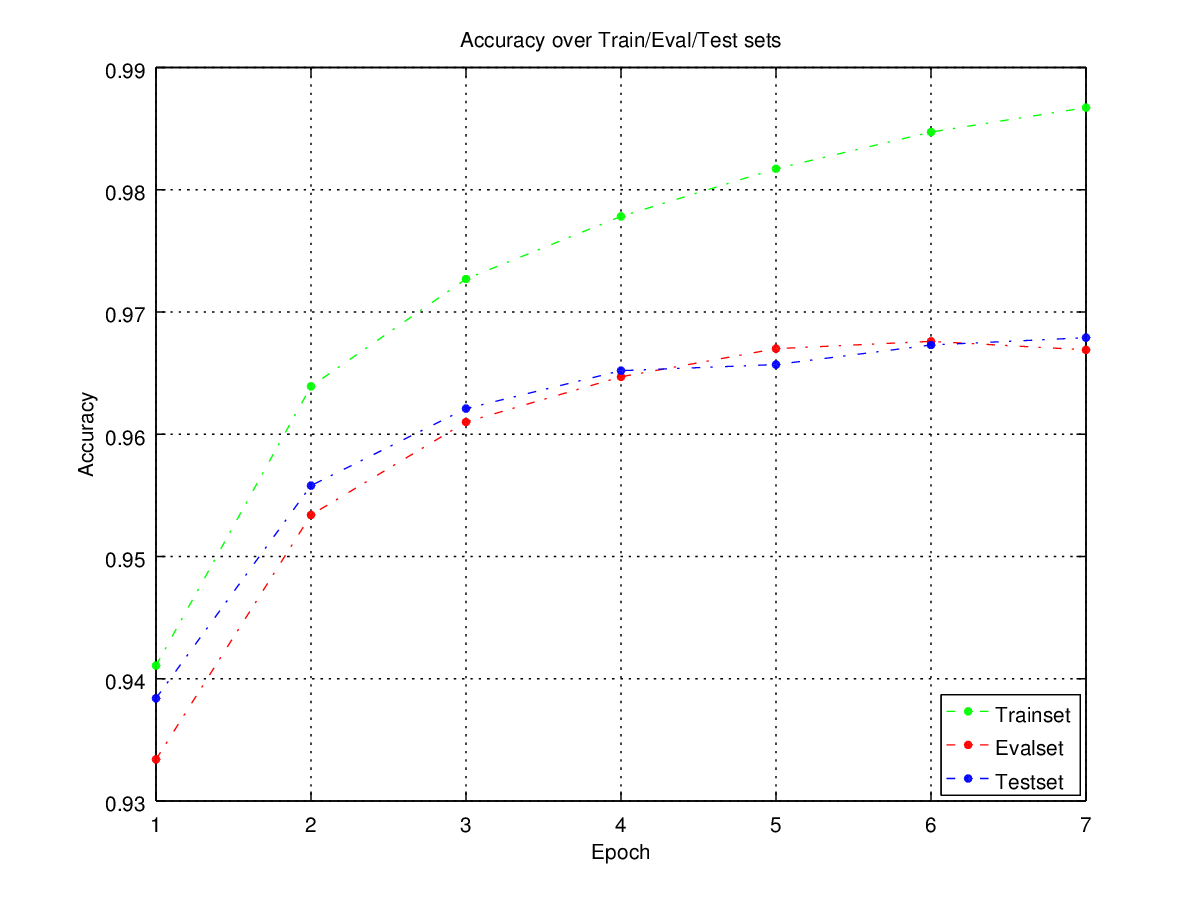 Accuracy over Train/Eval/Test sets
0.99
0.98
0.97
0.96
0.95
0.94
0.93
Accuracy
1 2 3 4 5 6 7
Epoch
Trainset
Evalset
Testset